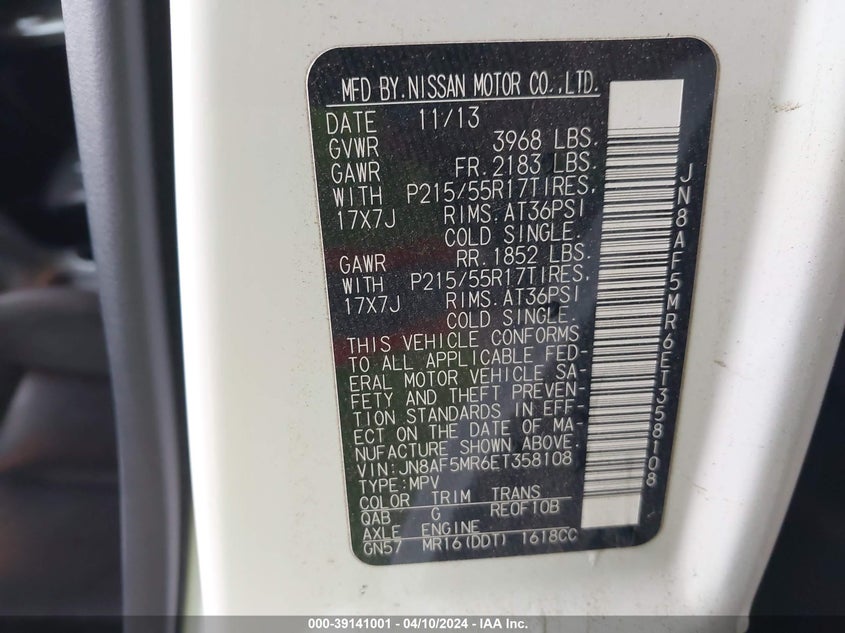 MFD BY.NISSAN MOTOR CO.,LTD.
DATE 11/13
GVWR 3968 LBS.
GAWR FR.2183 LBS.
WITH P215/55R17TIRES,
17X7J RIMS.AT36PSI
COLD SINGLE.
GAWR RR.1852 LBS.
WITH P215/55R17TIRES,
17X7J RIMS.AT36PSI
COLD SINGLE.
THIS VEHICLE CONFORMS
TO ALL APPLICABLE FED-
ERAL MOTOR VEHICLE SA-
FETY AND THEFT PREVEN-
TION STANDARDS IN EFF-
ECT ON THE DATE OF MA-
NUFACTURE SHOWN ABOVE.
VIN:JN8AF5MR6ET358108
TYPE:MPV
COLOR TRIM TRANS
QAB G RE0F10B
AXLE ENGINE
GN57 MR16(DDT) 1618CC
JN8AF5MR6ET358108
000-39141001 - 04/10/2024 - IAA Inc.